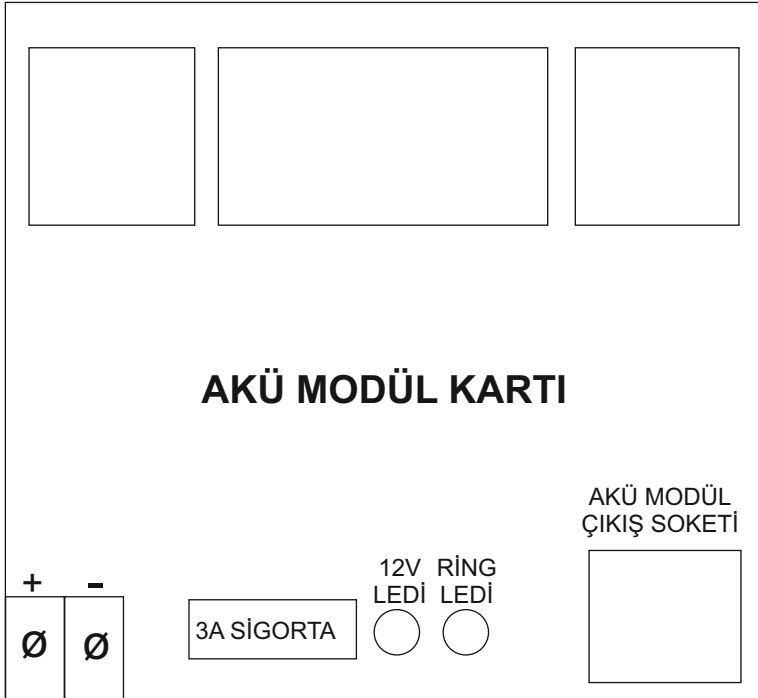 AKÜ MODÜL KARTI
AKÜ MODÜL
ÇIKIŞ SOKETİ
12V RİNG
LEDİ LEDİ
+ -
3A SİGORTA
Ø Ø